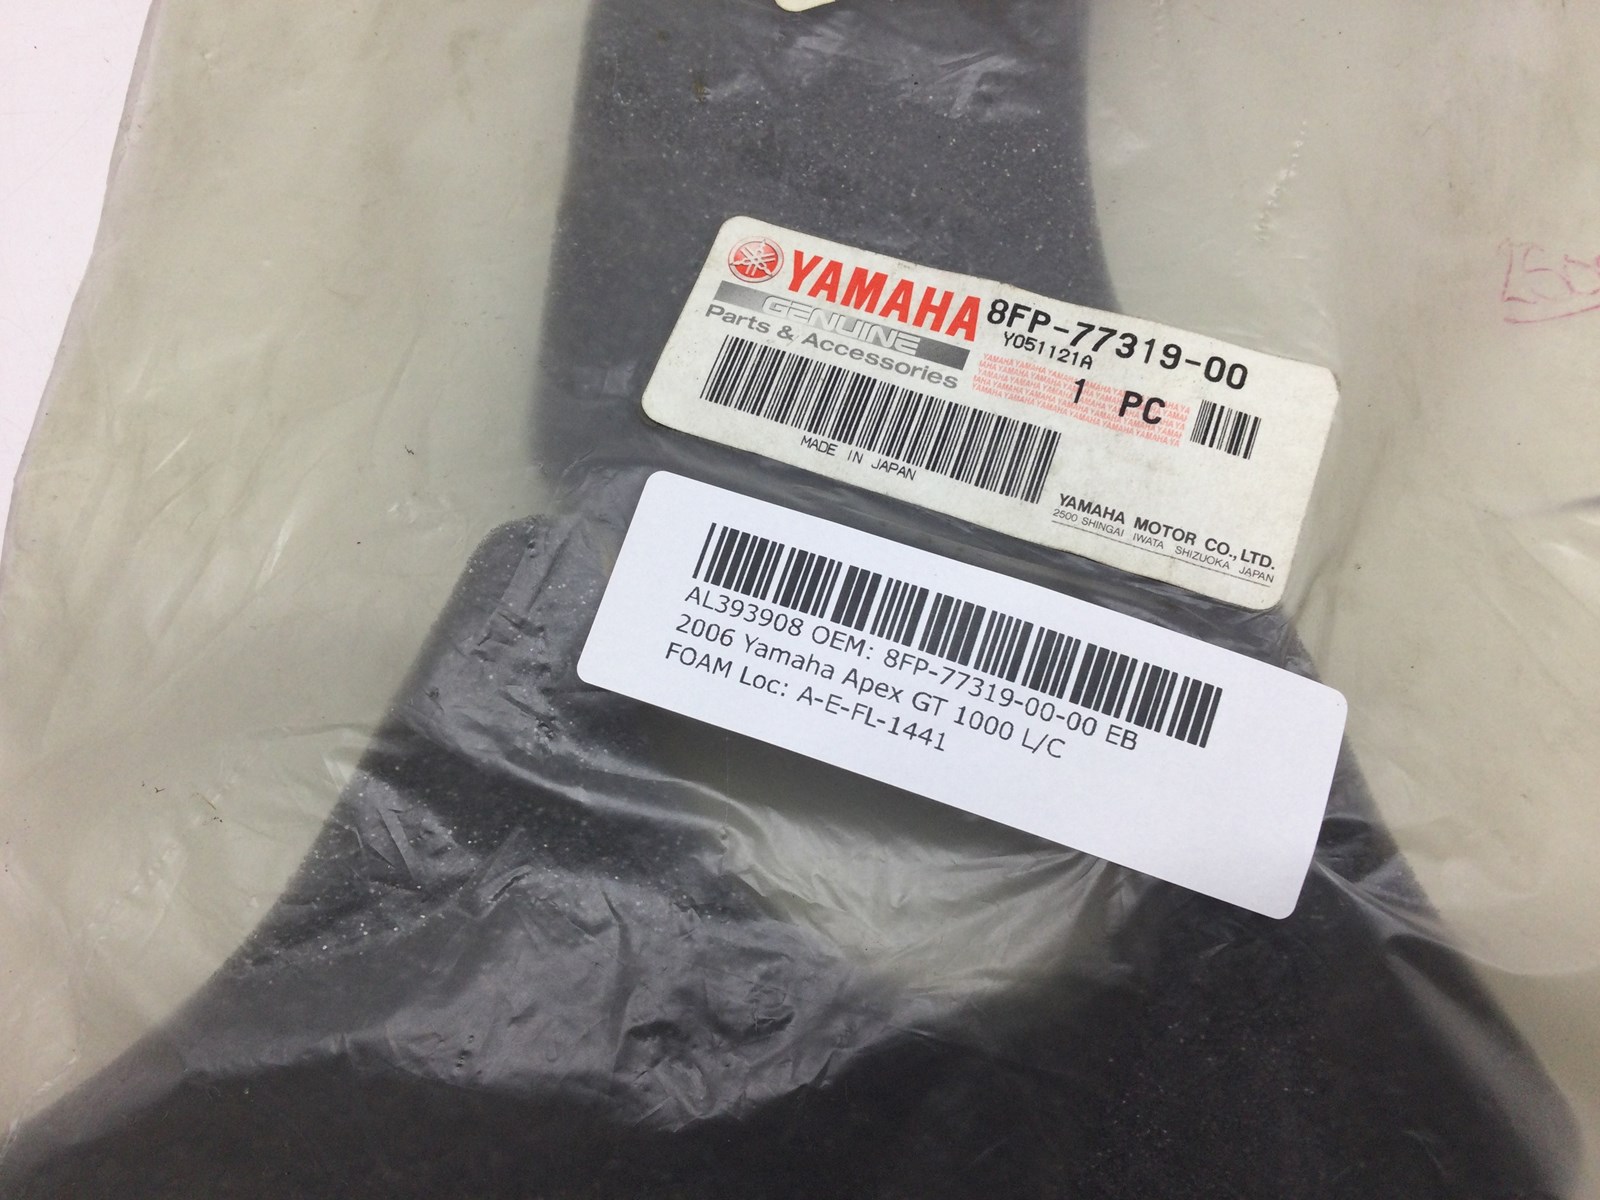 YAMAHA
GENUINE
Parts & Accessories
8FP-77319-00
Y051121A
1 PC
MADE IN JAPAN
YAMAHA MOTOR CO., LTD.
2500 SHINGAI IWATA SHIZUOKA JAPAN
AL393908 OEM: 8FP-77319-00-00 EB
2006 Yamaha Apex GT 1000 L/C
FOAM Loc: A-E-FL-1441